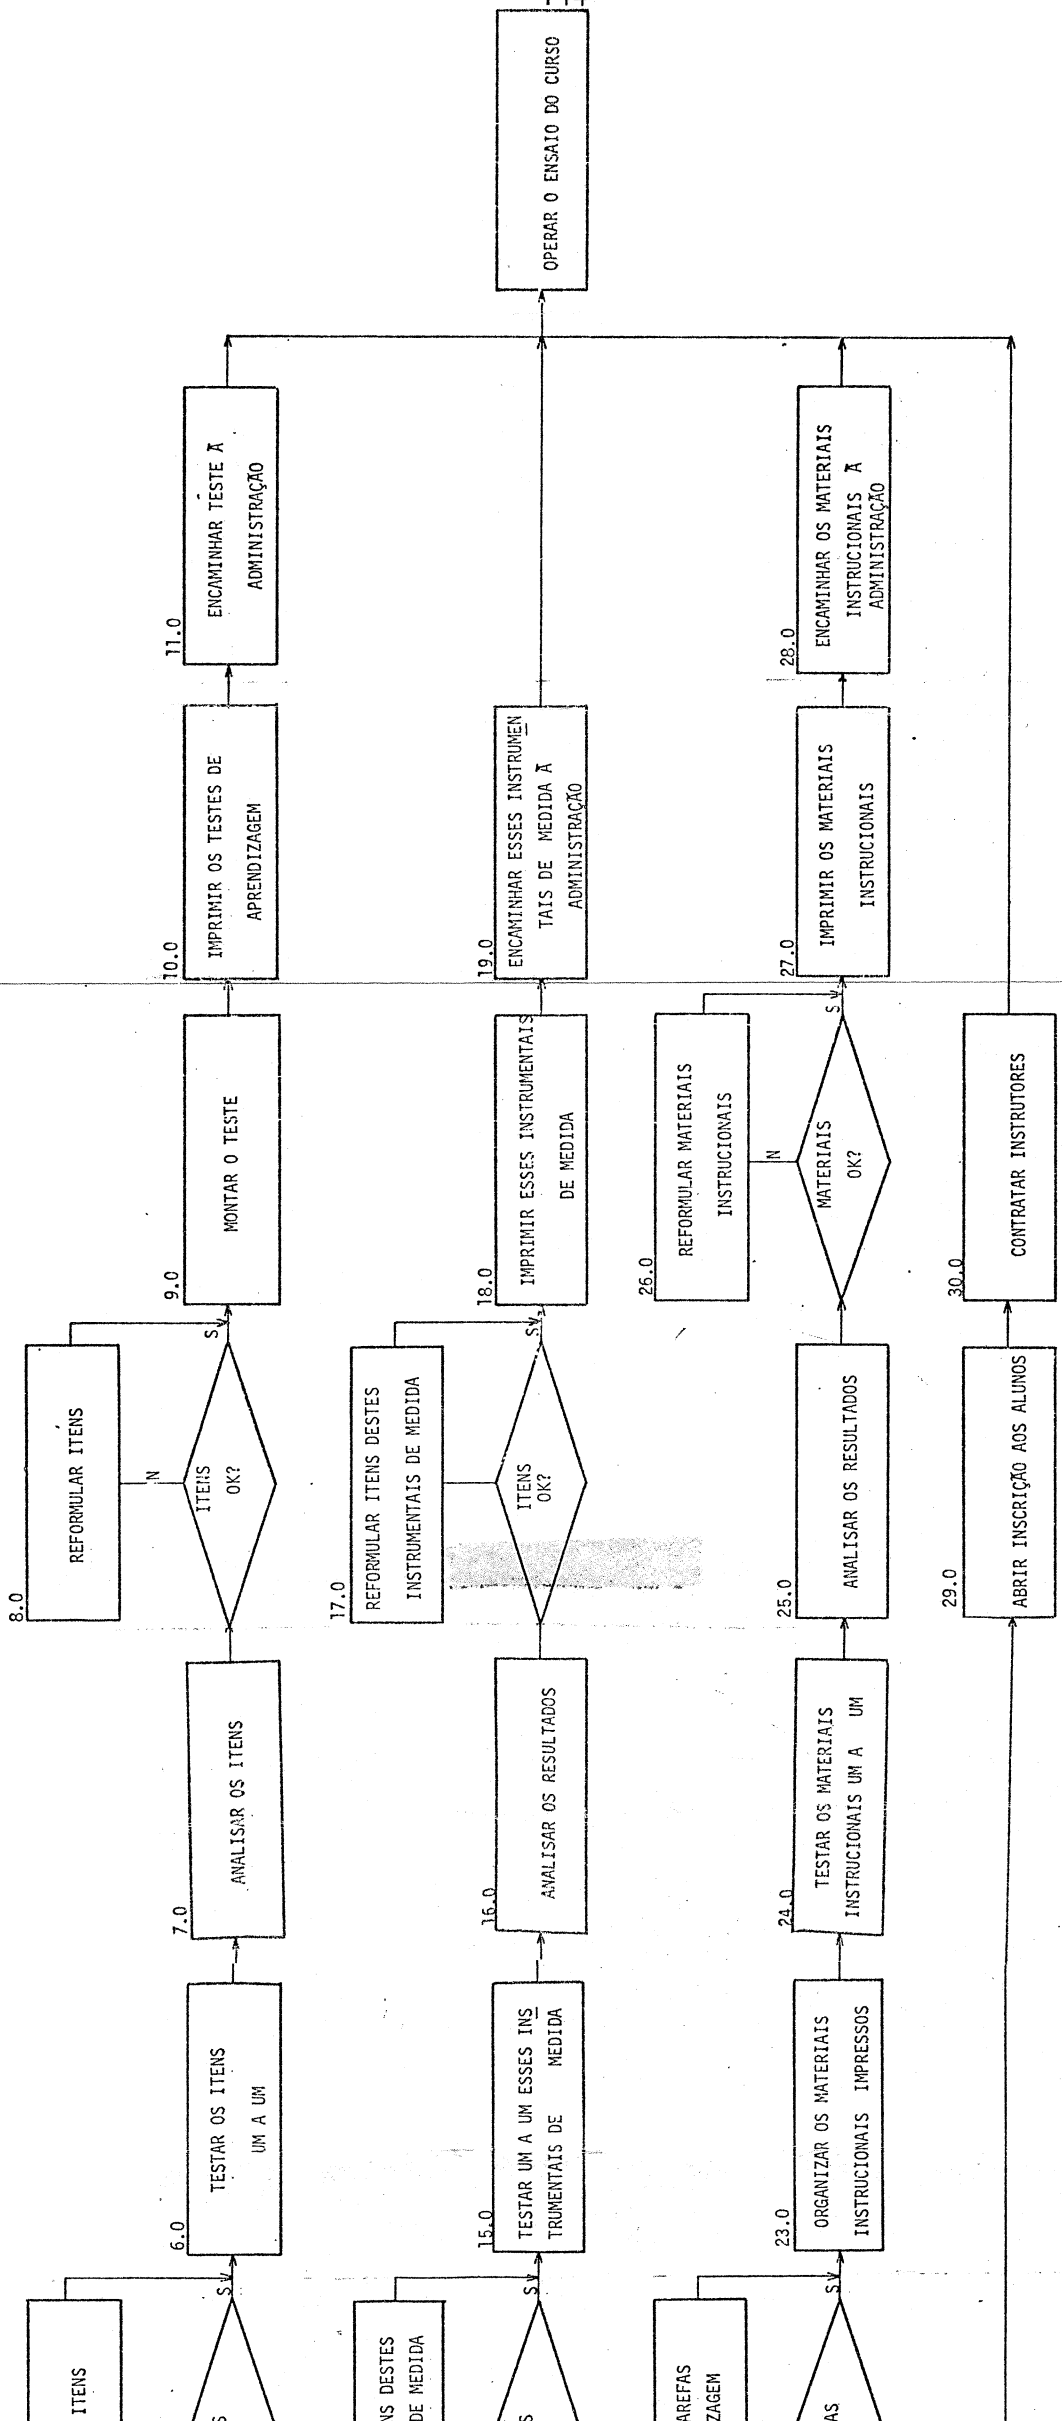 ITENS
S
S
6.0
TESTAR OS ITENS
UM A UM
7.0
ANALISAR OS ITENS
8.0
REFORMULAR ITENS
N
ITENS
OK?
S
9.0
MONTAR O TESTE
10.0
IMPRIMIR OS TESTES DE
APRENDIZAGEM
11.0
ENCAMINHAR TESTE À
ADMINISTRAÇÃO
NS DESTES
DE MEDIDA
S
S
15.0
TESTAR UM A UM ESSES INS
TRUMENTAIS DE MEDIDA
16.0
ANALISAR OS RESULTADOS
17.0
REFORMULAR ITENS DESTES
INSTRUMENTAIS DE MEDIDA
ITENS
OK?
S
18.0
IMPRIMIR ESSES INSTRUMENTAIS
DE MEDIDA
19.0
ENCAMINHAR ESSES INSTRUMEN
TAIS DE MEDIDA À
ADMINISTRAÇÃO
OPERAR O ENSAIO DO CURSO
AREFAS
ZAGEM
AS
S
23.0
ORGANIZAR OS MATERIAIS
INSTRUCIONAIS IMPRESSOS
24.0
TESTAR OS MATERIAIS
INSTRUCIONAIS UM A UM
25.0
ANALISAR OS RESULTADOS
26.0
REFORMULAR MATERIAIS
INSTRUCIONAIS
N
MATERIAIS
OK?
S
27.0
IMPRIMIR OS MATERIAIS
INSTRUCIONAIS
28.0
ENCAMINHAR OS MATERIAIS
INSTRUCIONAIS À
ADMINISTRAÇÃO
29.0
ABRIR INSCRIÇÃO AOS ALUNOS
30.0
CONTRATAR INSTRUTORES